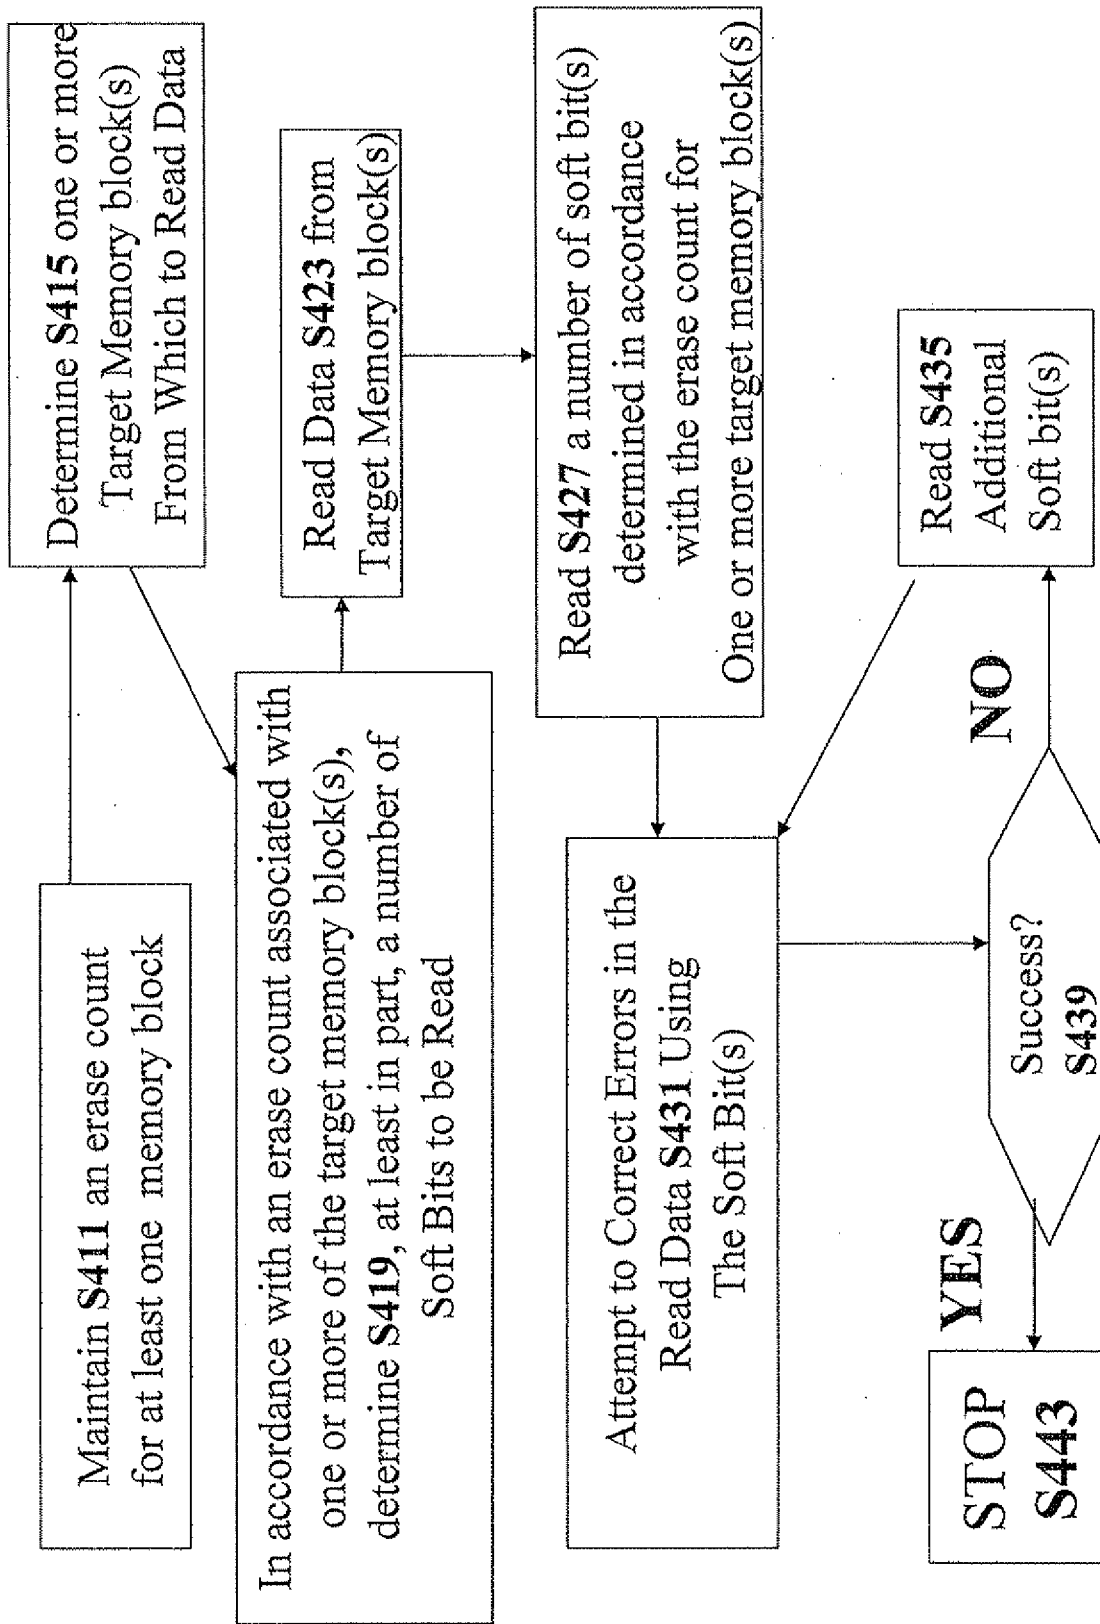 Maintain S411 an erase count
for at least one memory block
Determine S415 one or more
Target Memory block(s)
From Which to Read Data
In accordance with an erase count associated with
one or more of the target memory block(s),
determine S419, at least in part, a number of
Soft Bits to be Read
Read Data S423 from
Target Memory block(s)
Read S427 a number of soft bit(s)
determined in accordance
with the erase count for
One or more target memory block(s)
Attempt to Correct Errors in the
Read Data S431 Using
The Soft Bit(s)
Read S435
Additional
Soft bit(s)
NO
Success?
S439
YES
STOP
S443